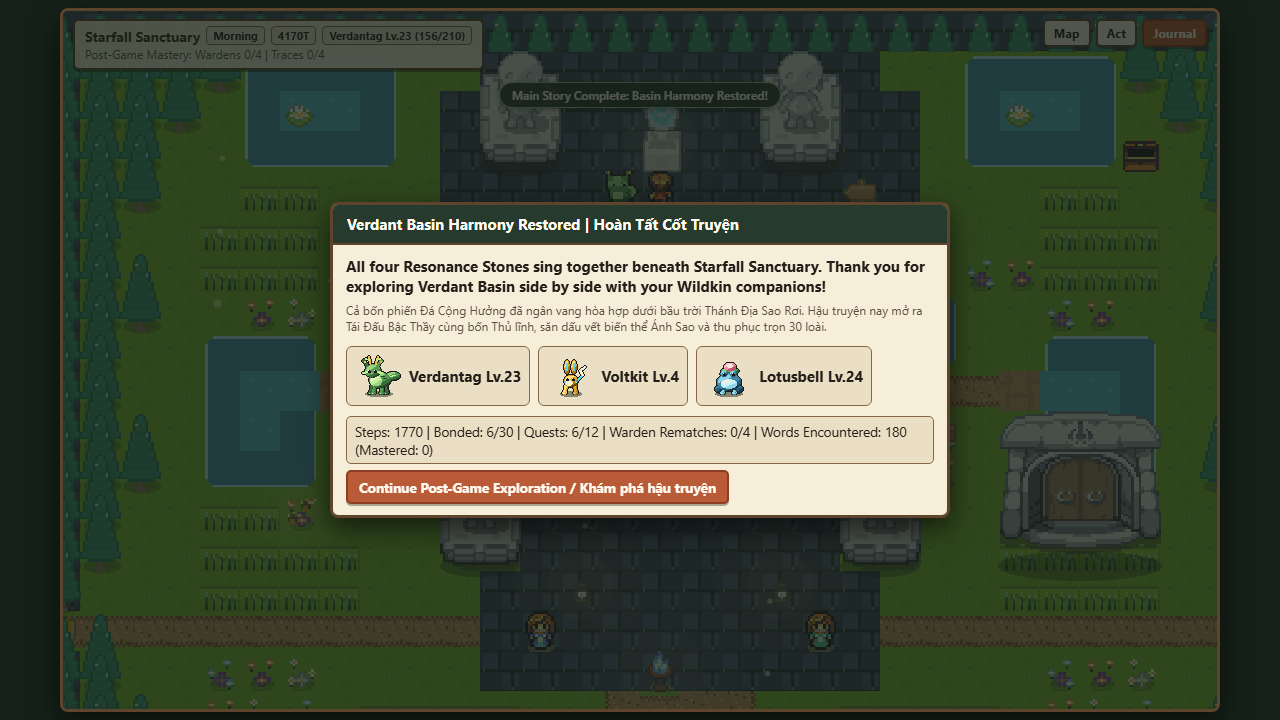 Starfall Sanctuary Morning 4170T Verdantag Lv.23 (156/210)
Post-Game Mastery: Wardens 0/4 | Traces 0/4
Map Act Journal
Main Story Complete: Basin Harmony Restored!
Verdant Basin Harmony Restored | Hoàn Tất Cốt Truyện
All four Resonance Stones sing together beneath Starfall Sanctuary. Thank you for
exploring Verdant Basin side by side with your Wildkin companions!
Cả bốn phiến Đá Cộng Hưởng đã ngân vang hòa hợp dưới bầu trời Thánh Địa Sao Rơi. Hậu truyện nay mở ra
Tái Đấu Bậc Thầy cùng bốn Thủ lĩnh, săn dấu vết biến thể Ánh Sao và thu phục trọn 30 loài.
Verdantag Lv.23 Voltkit Lv.4 Lotusbell Lv.24
Steps: 1770 | Bonded: 6/30 | Quests: 6/12 | Warden Rematches: 0/4 | Words Encountered: 180
(Mastered: 0)
Continue Post-Game Exploration / Khám phá hậu truyện